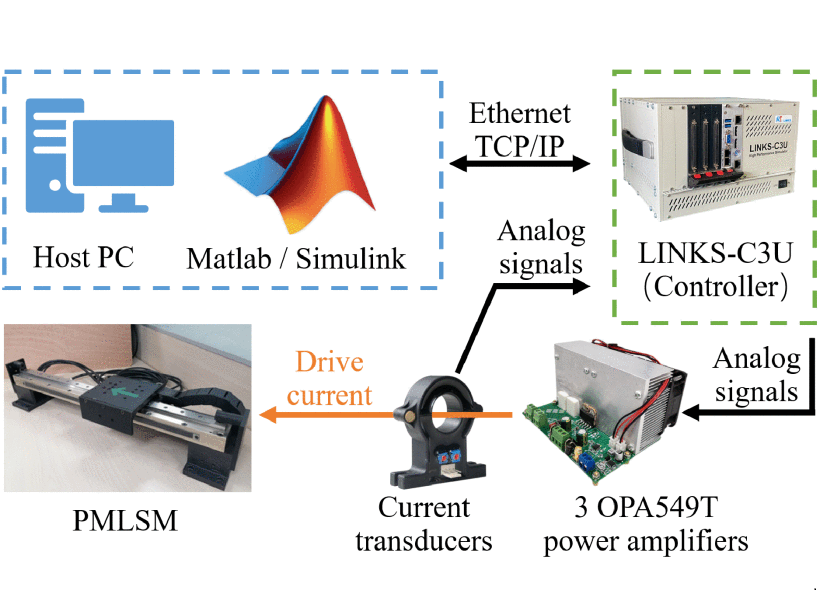 Host PC
Matlab / Simulink
Ethernet
TCP/IP
LINKS-C3U
LINKS-C3U
(Controller)
Analog
signals
Drive
current
Analog
signals
PMLSM
Current
transducers
3 OPA549T
power amplifiers